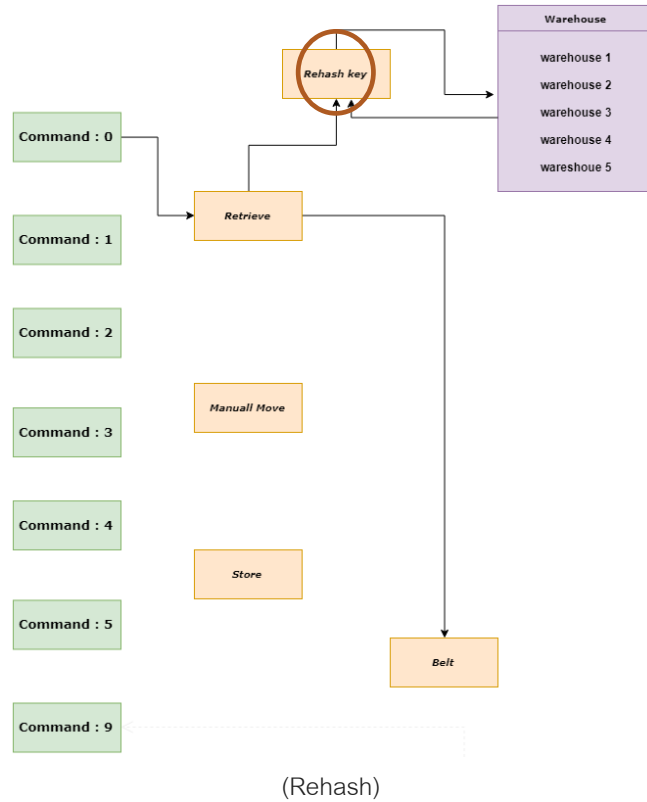 Warehouse
warehouse 1
Rehash key
warehouse 2
warehouse 3
Command : 0
warehouse 4
wareshoue 5
Retrieve
Command : 1
Command : 2
Manuall Move
Command : 3
Command : 4
Store
Command : 5
Belt
Command : 9
(Rehash)